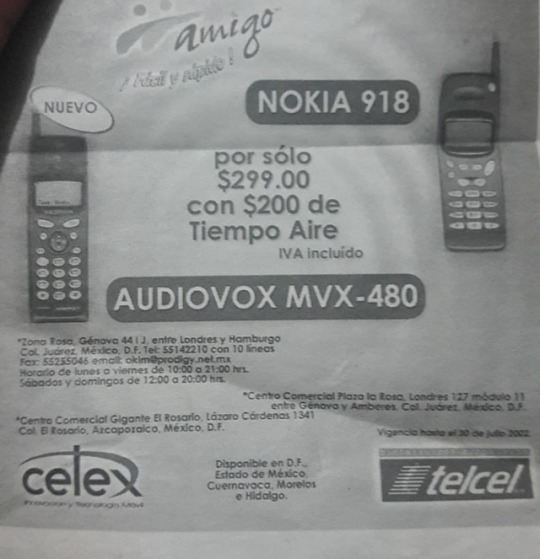 amigo
¡fácil y rápido!
NUEVO
NOKIA 918
por sólo
$299.00
con $200 de
Tiempo Aire
IVA incluído
AUDIOVOX MVX-480
*Zona Rosa, Génova 44 I J, entre Londres y Hamburgo
Col. Juárez, México, D.F. Tel: 55142210 con 10 líneas
Fax: 55255046 email: okim@prodigy.net.mx
Horario de lunes a viernes de 10:00 a 21:00 hrs.
Sábados y domingos de 12:00 a 20:00 hrs.
*Centro Comercial Plaza la Rosa, Londres 127 módulo 11
entre Génova y Amberes, Col. Juárez, México, D.F.
*Centro Comercial Gigante El Rosario, Lázaro Cárdenas 1341
Col. El Rosario, Azcapozalco, México, D.F.
Vigencia hasta el 30 de julio 2002
celex
Innovación y Tecnología Móvil
Disponible en D.F.,
Estado de México,
Cuernavaca, Morelos
e Hidalgo.
telcel